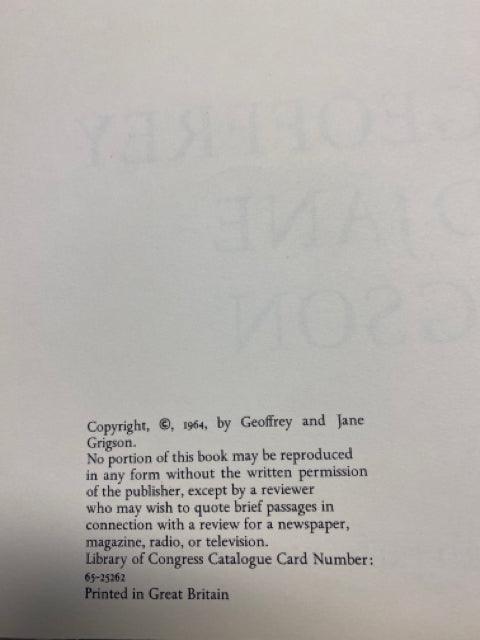 GEOFFREY
JANE
GSON
Copyright, ©, 1964, by Geoffrey and Jane
Grigson.
No portion of this book may be reproduced
in any form without the written permission
of the publisher, except by a reviewer
who may wish to quote brief passages in
connection with a review for a newspaper,
magazine, radio, or television.
Library of Congress Catalogue Card Number:
65-25262
Printed in Great Britain